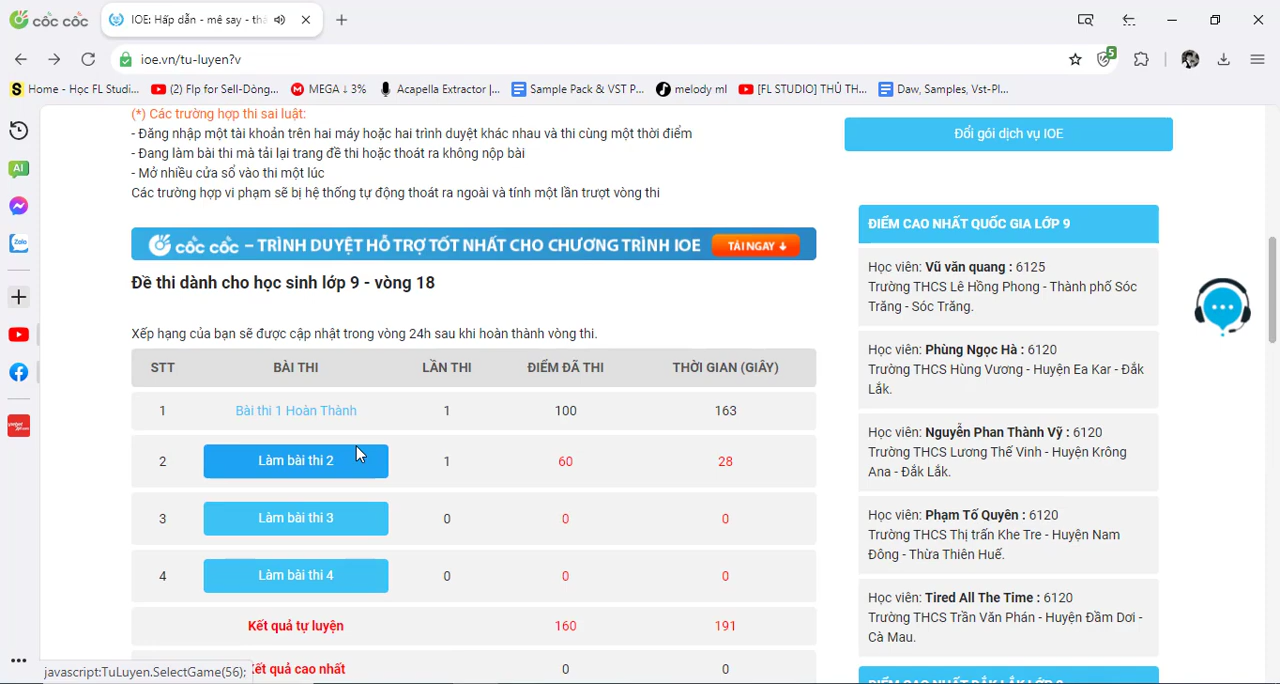 cốc cốc
IOE: Hấp dẫn - mê say - thá
ioe.vn/tu-luyen?v
5
Home - Học FL Studi...
(2) Flp for Sell-Dòng...
MEGA ↓ 3%
Acapella Extractor |...
Sample Pack & VST P...
melody ml
[FL STUDIO] THỦ TH...
Daw, Samples, Vst-Pl...
AI
Zalo
(*) Các trường hợp thi sai luật:
- Đăng nhập một tài khoản trên hai máy hoặc hai trình duyệt khác nhau và thi cùng một thời điểm
- Đang làm bài thi mà tải lại trang đề thi hoặc thoát ra không nộp bài
- Mở nhiều cửa sổ vào thi một lúc
Các trường hợp vi phạm sẽ bị hệ thống tự động thoát ra ngoài và tính một lần trượt vòng thi
cốc cốc – TRÌNH DUYỆT HỖ TRỢ TỐT NHẤT CHO CHƯƠNG TRÌNH IOE TẢI NGAY ↓
Đề thi dành cho học sinh lớp 9 - vòng 18
Xếp hạng của bạn sẽ được cập nhật trong vòng 24h sau khi hoàn thành vòng thi.
STT BÀI THI LẦN THI ĐIỂM ĐÃ THI THỜI GIAN (GIÂY)
1 Bài thi 1 Hoàn Thành 1 100 163
2 Làm bài thi 2 1 60 28
3 Làm bài thi 3 0 0 0
4 Làm bài thi 4 0 0 0
Kết quả tự luyện 160 191
Kết quả cao nhất 0 0
Đổi gói dịch vụ IOE
ĐIỂM CAO NHẤT QUỐC GIA LỚP 9
Học viên: Vũ văn quang : 6125
Trường THCS Lê Hồng Phong - Thành phố Sóc
Trăng - Sóc Trăng.
Học viên: Phùng Ngọc Hà : 6120
Trường THCS Hùng Vương - Huyện Ea Kar - Đắk
Lắk.
Học viên: Nguyễn Phan Thành Vỹ : 6120
Trường THCS Lương Thế Vinh - Huyện Krông
Ana - Đắk Lắk.
Học viên: Phạm Tố Quyên : 6120
Trường THCS Thị trấn Khe Tre - Huyện Nam
Đông - Thừa Thiên Huế.
Học viên: Tired All The Time : 6120
Trường THCS Trần Văn Phán - Huyện Đầm Dơi -
Cà Mau.
ĐIỂM CAO NHẤT ĐẮK LẮK LỚP 9
javascript:TuLuyen.SelectGame(56);